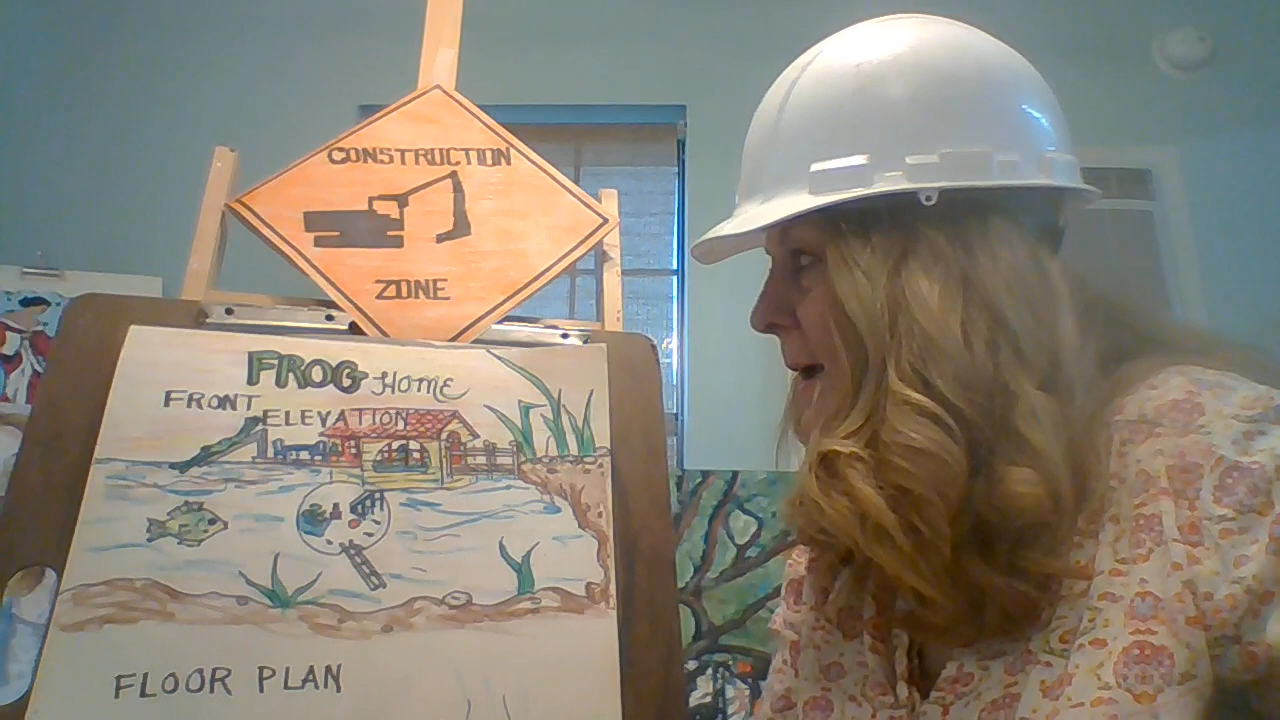 CONSTRUCTION
ZONE
FROG HOME
FRONT
ELEVATION
FLOOR PLAN